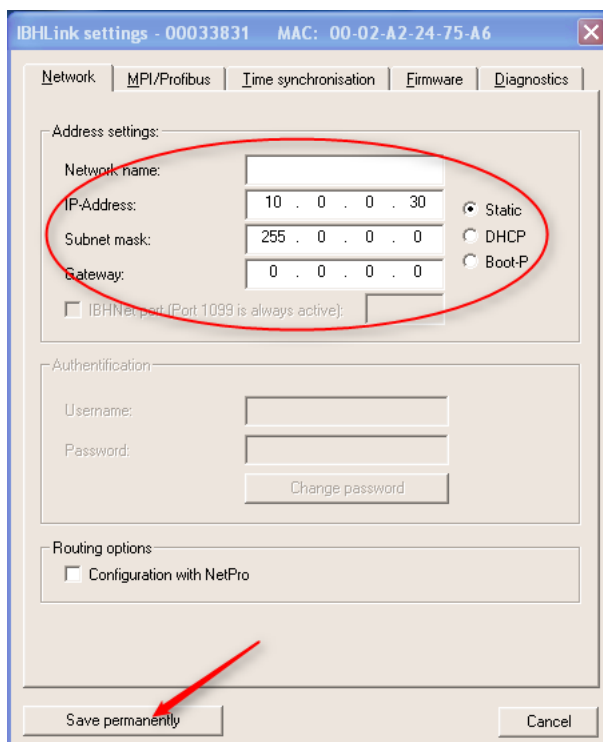 IBHLink settings - 00033831 MAC: 00-02-A2-24-75-A6
Network MPI/Profibus Time synchronisation Firmware Diagnostics
Address settings:
Network name:
IP-Address: 10 . 0 . 0 . 30
Static
Subnet mask: 255 . 0 . 0 . 0
DHCP
Gateway: 0 . 0 . 0 . 0
Boot-P
IBHNet port (Port 1099 is always active):
Authentification
Username:
Password:
Change password
Routing options
Configuration with NetPro
Save permanently Cancel